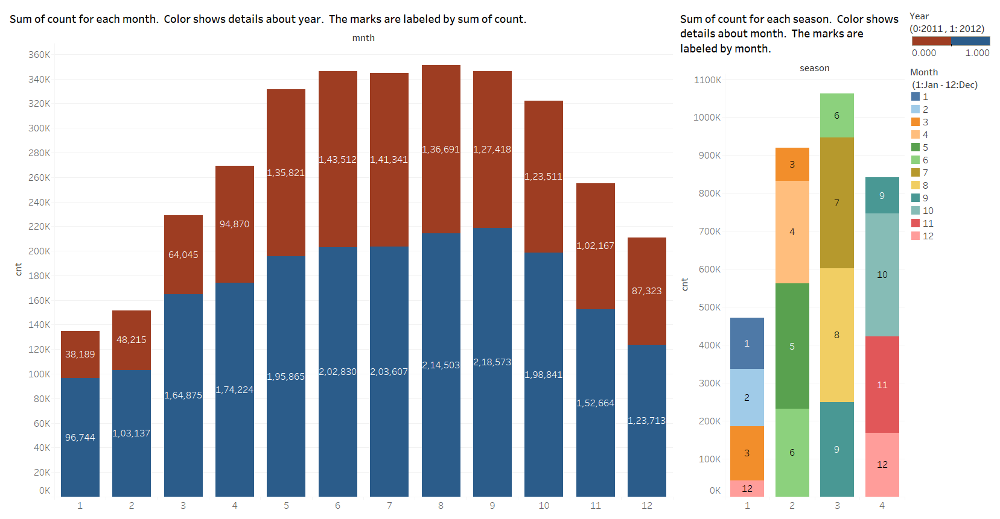 Sum of count for each month.  Color shows details about year.  The marks are labeled by sum of count.
mnth
360K
340K
320K
300K
280K
260K
240K
220K
200K
180K
160K
140K
120K
100K
80K
60K
40K
20K
0K
cnt
38,189
96,744
48,215
1,03,137
64,045
1,64,875
94,870
1,74,224
1,35,821
1,95,865
1,43,512
2,02,830
1,41,341
2,03,607
1,36,691
2,14,503
1,27,418
2,18,573
1,23,511
1,98,841
1,02,167
1,52,664
87,323
1,23,713
1 2 3 4 5 6 7 8 9 10 11 12
Sum of count for each season.  Color shows
details about month.  The marks are
labeled by month.
season
1100K
1000K
900K
800K
700K
600K
500K
400K
300K
200K
100K
0K
cnt
1
2
3
12
3
4
5
6
6
7
8
9
9
10
11
12
1 2 3 4
Year
(0:2011 , 1: 2012)
0.000 1.000
Month
(1:Jan - 12:Dec)
1
2
3
4
5
6
7
8
9
10
11
12